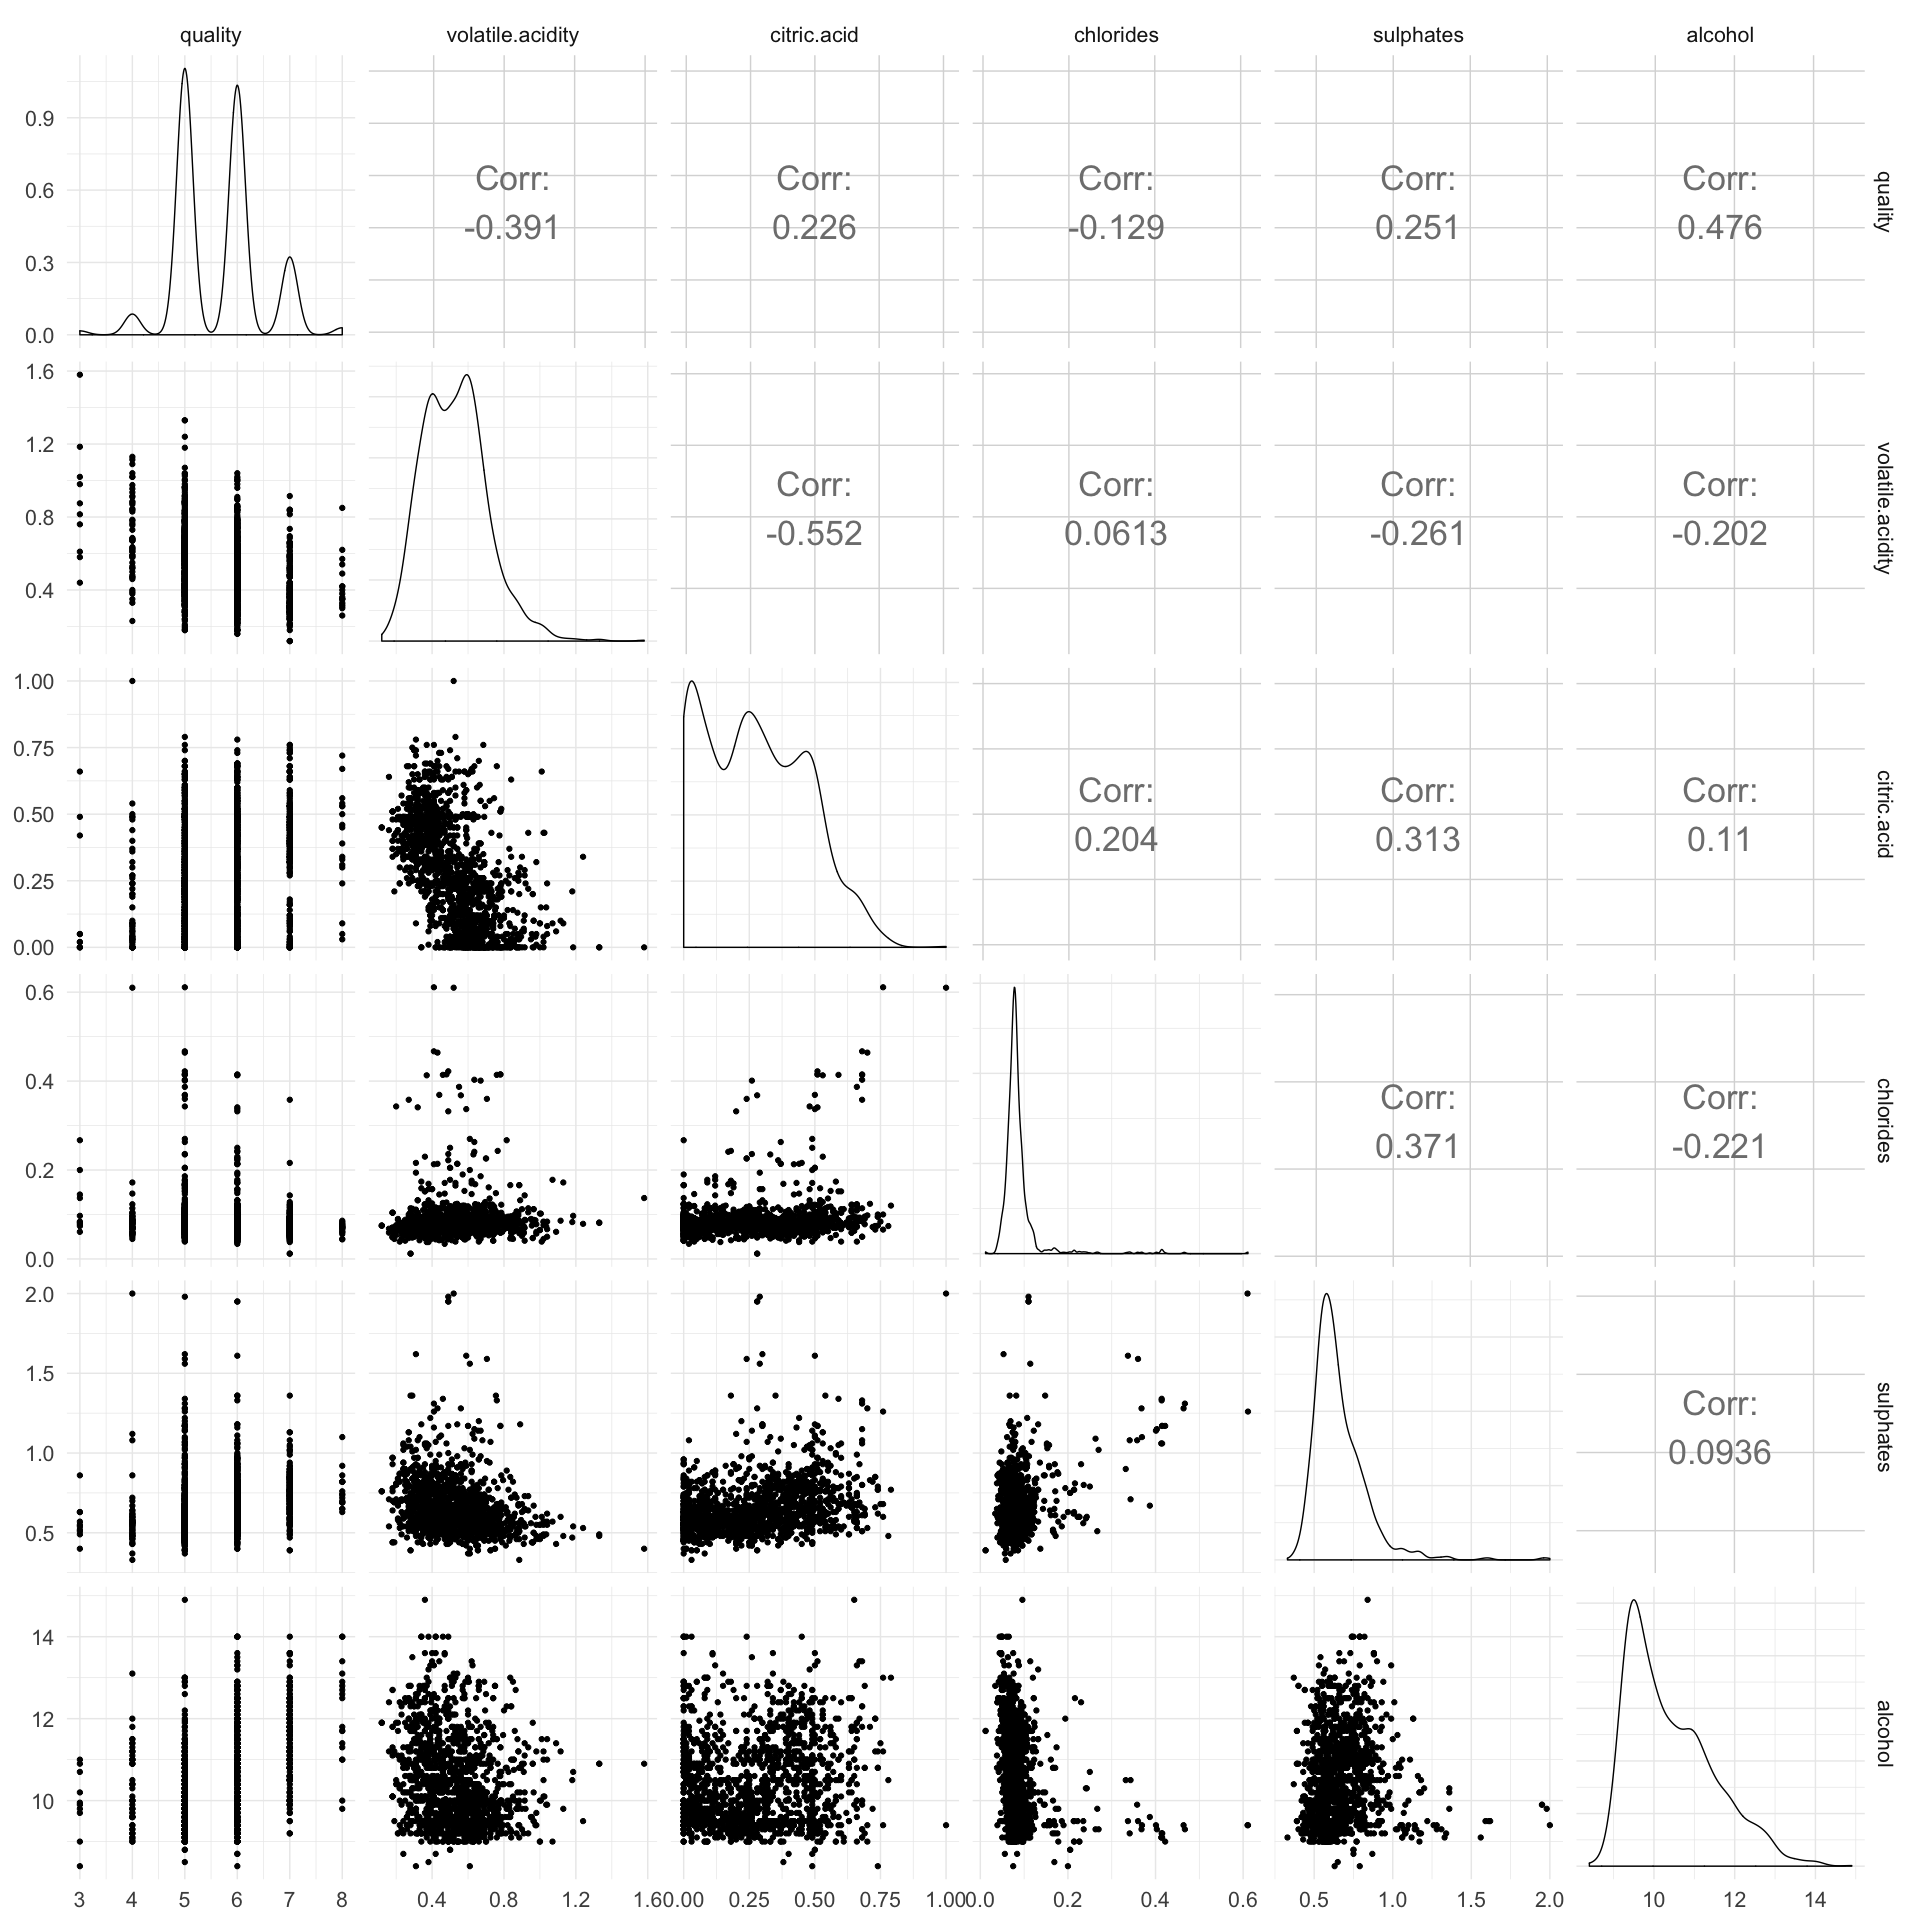 quality volatile.acidity citric.acid chlorides sulphates alcohol
0.9
0.6
0.3
0.0
Corr:
-0.391
Corr:
0.226
Corr:
-0.129
Corr:
0.251
Corr:
0.476
quality
1.6
1.2
0.8
0.4
Corr:
-0.552
Corr:
0.0613
Corr:
-0.261
Corr:
-0.202
volatile.acidity
1.00
0.75
0.50
0.25
0.00
Corr:
0.204
Corr:
0.313
Corr:
0.11
citric.acid
0.6
0.4
0.2
0.0
Corr:
0.371
Corr:
-0.221
chlorides
2.0
1.5
1.0
0.5
Corr:
0.0936
sulphates
14
12
10
alcohol
3 4 5 6 7 8
0.4 0.8 1.2 1.6
0.00 0.25 0.50 0.75 1.00
0.0 0.2 0.4 0.6
0.5 1.0 1.5 2.0
10 12 14